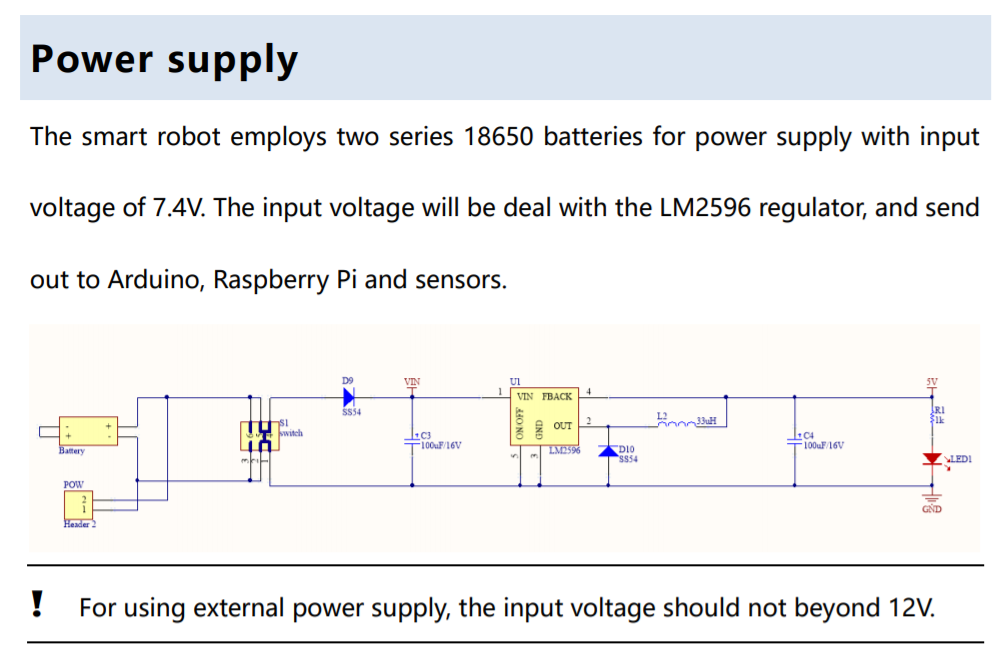 Power supply
The smart robot employs two series 18650 batteries for power supply with input
voltage of 7.4V. The input voltage will be deal with the LM2596 regulator, and send
out to Arduino, Raspberry Pi and sensors.
D9
SS54
VIN
1
U1
VIN FBACK
ON/OFF
GND
OUT
LM2596
4
2
5
3
5V
R1
1k
L2
33uH
- +
+ -
Battery
S1
switch
3
2
1
C3
100uF/16V
D10
SS54
C4
100uF/16V
LED1
POW
2
1
Header 2
GND
! For using external power supply, the input voltage should not beyond 12V.